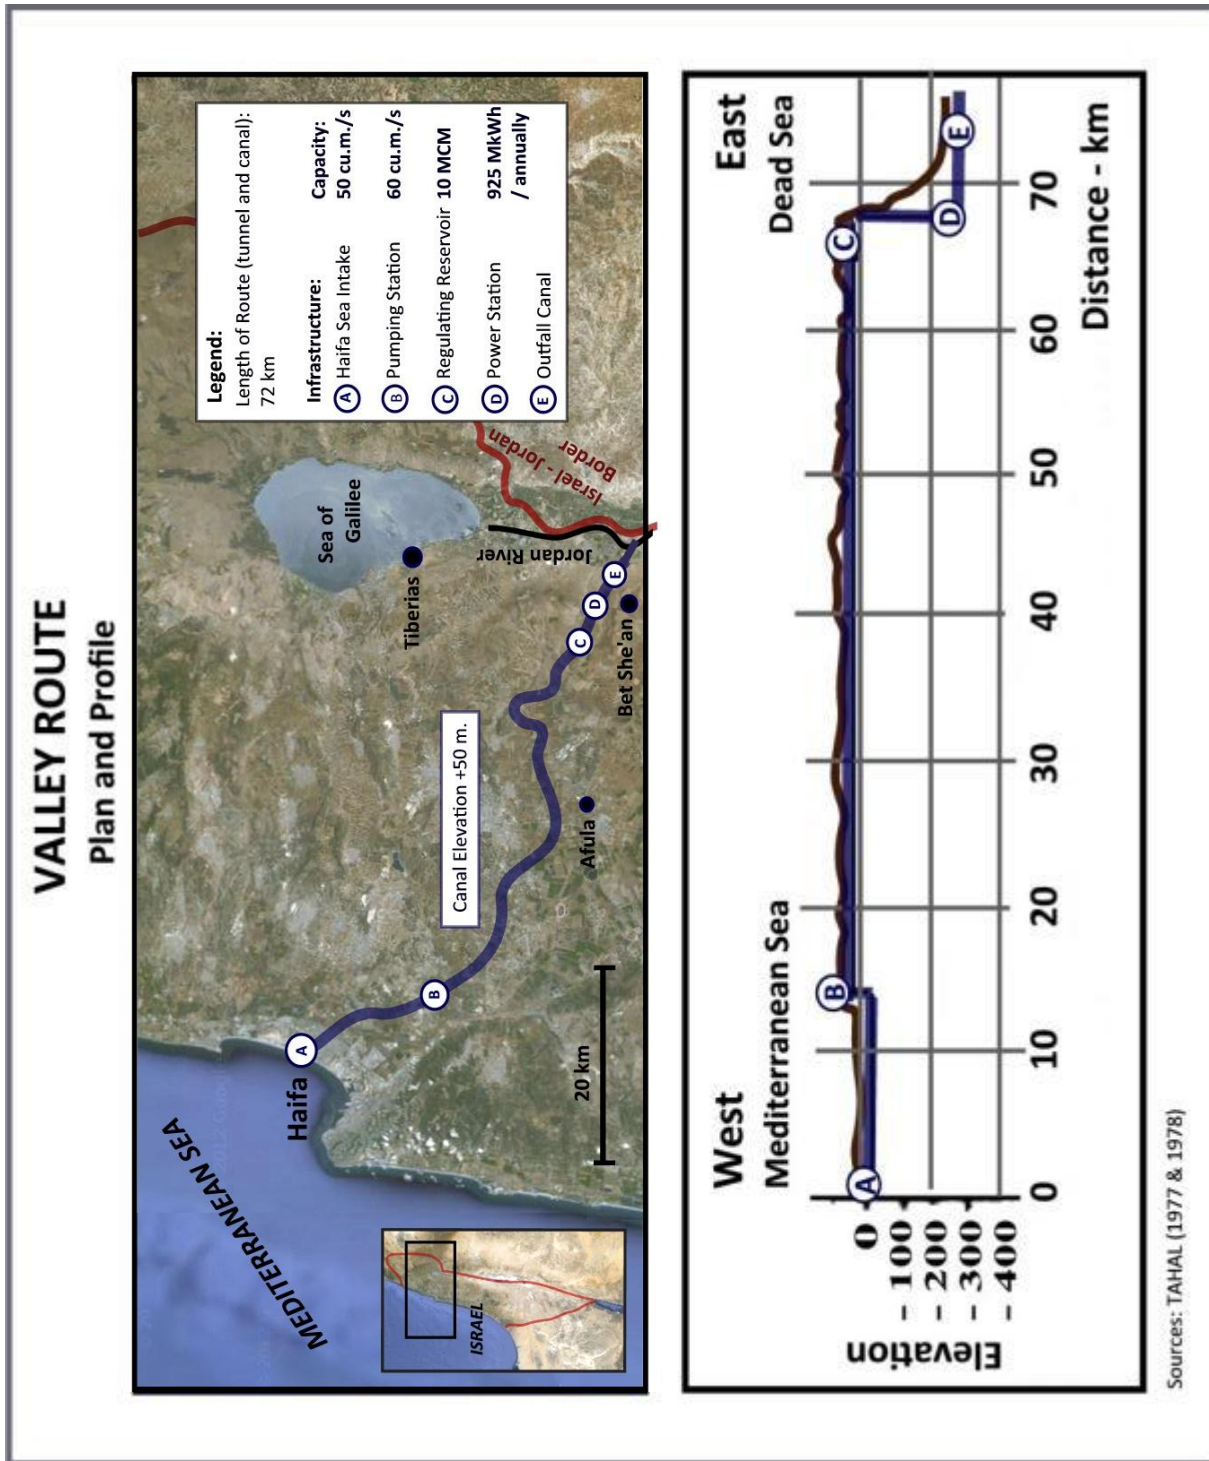 VALLEY ROUTE
Plan and Profile
Legend:
Length of Route (tunnel and canal):
72 km
Infrastructure: Capacity:
A Haifa Sea Intake 50 cu.m./s
B Pumping Station 60 cu.m./s
C Regulating Reservoir 10 MCM
D Power Station 925 MkWh
/ annually
E Outfall Canal
MEDITERRANEAN SEA
Haifa
A
B
Canal Elevation +50 m.
Afula
20 km
Tiberias
Sea of
Galilee
Jordan River
Israel - Jordan
Border
C
D
E
Bet She'an
ISRAEL
West
Mediterranean Sea
East
Dead Sea
A
B
C
D
E
Elevation
0
- 100
- 200
- 300
- 400
0 10 20 30 40 50 60 70
Distance - km
Sources: TAHAL (1977 & 1978)